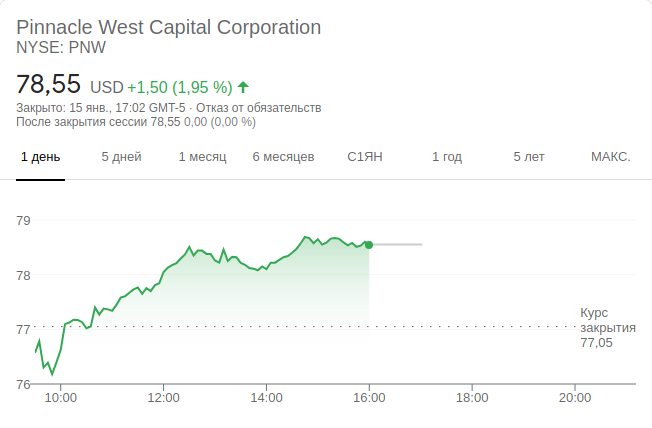 Pinnacle West Capital Corporation
NYSE: PNW
78,55 USD +1,50 (1,95 %)
Закрыто: 15 янв., 17:02 GMT-5 · Отказ от обязательств
После закрытия сессии 78,55 0,00 (0,00 %)
1 день 5 дней 1 месяц 6 месяцев С1ЯН 1 год 5 лет МАКС.
79
78
77
Курс
закрытия
77,05
76
10:00 12:00 14:00 16:00 18:00 20:00